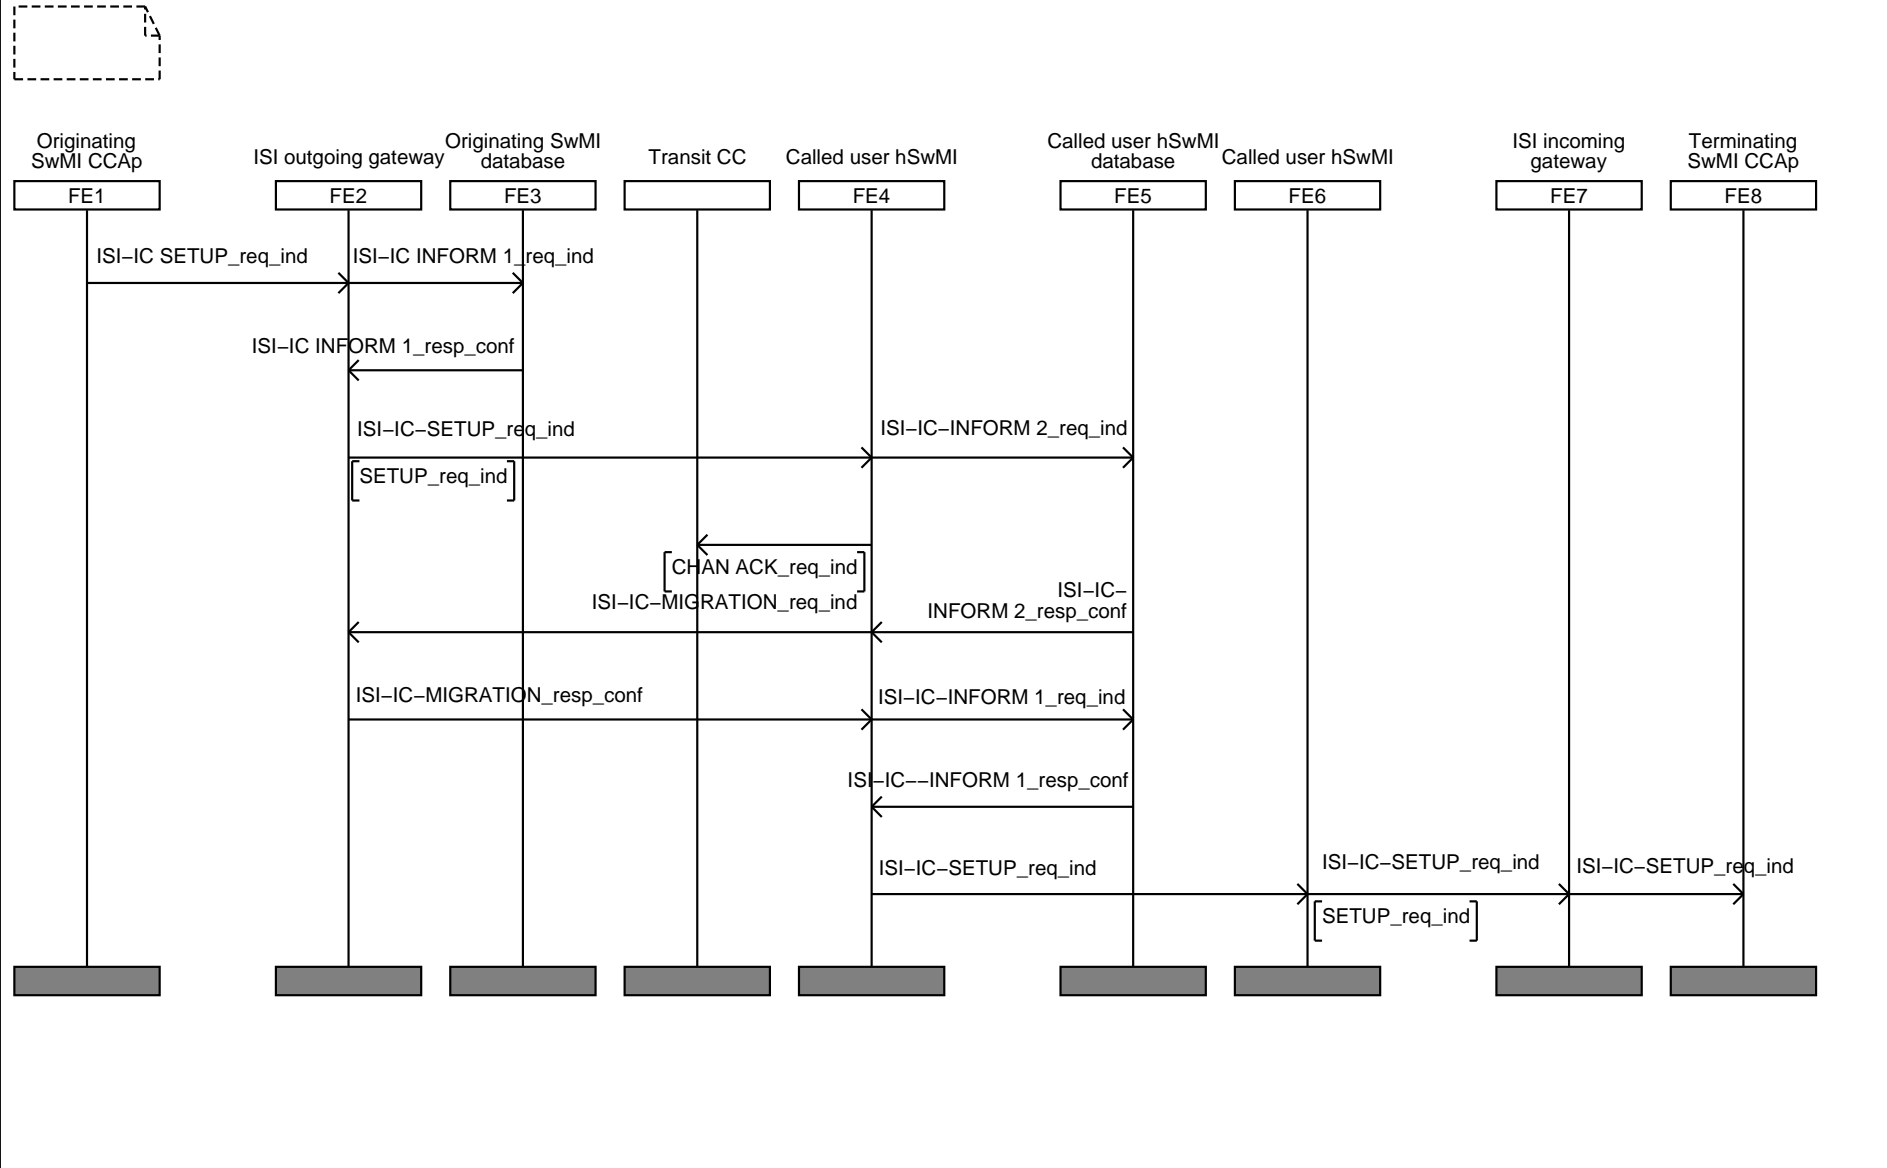 Originating
SwMI CCAp
ISI outgoing gateway
Originating SwMI
database
Transit CC
Called user hSwMI
Called user hSwMI
database
Called user hSwMI
ISI incoming
gateway
Terminating
SwMI CCAp
FE1
FE2
FE3
FE4
FE5
FE6
FE7
FE8
ISI–IC SETUP_req_ind
ISI–IC INFORM 1_req_ind
ISI–IC INFORM 1_resp_conf
ISI–IC–SETUP_req_ind
ISI–IC–INFORM 2_req_ind
SETUP_req_ind
CHAN ACK_req_ind
ISI–IC–MIGRATION_req_ind
ISI–IC–
INFORM 2_resp_conf
ISI–IC–MIGRATION_resp_conf
ISI–IC–INFORM 1_req_ind
ISI–IC––INFORM 1_resp_conf
ISI–IC–SETUP_req_ind
ISI–IC–SETUP_req_ind
ISI–IC–SETUP_req_ind
SETUP_req_ind